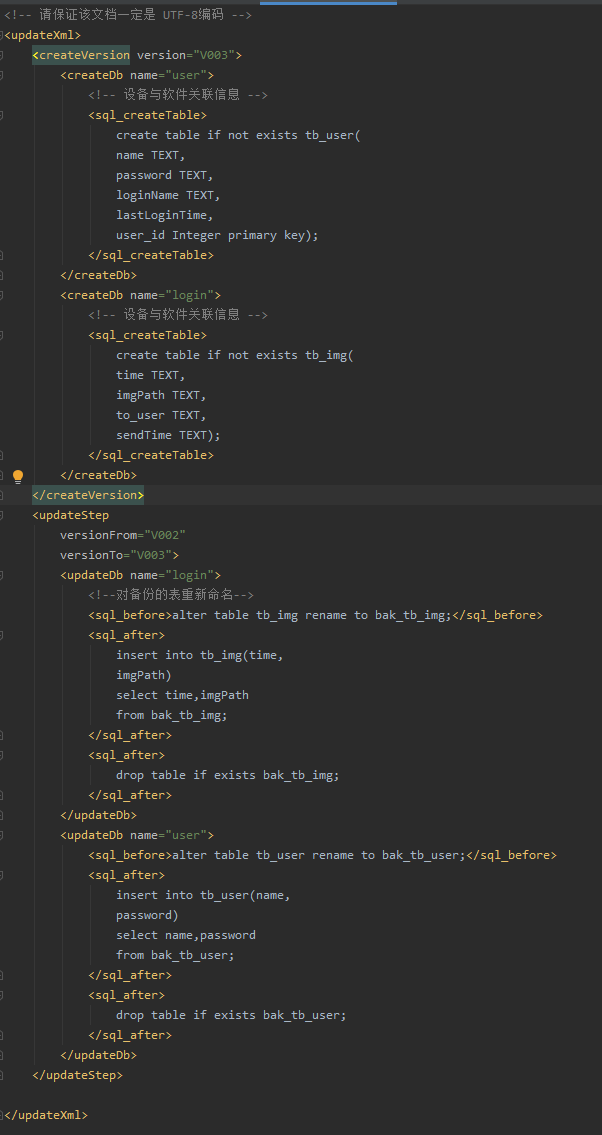 <!-- 请保证该文档一定是 UTF-8编码 -->
<updateXml>
<createVersion version="V003">
<createDb name="user">
<!-- 设备与软件关联信息 -->
<sql_createTable>
create table if not exists tb_user(
name TEXT,
password TEXT,
loginName TEXT,
lastLoginTime,
user_id Integer primary key);
</sql_createTable>
</createDb>
<createDb name="login">
<!-- 设备与软件关联信息 -->
<sql_createTable>
create table if not exists tb_img(
time TEXT,
imgPath TEXT,
to_user TEXT,
sendTime TEXT);
</sql_createTable>
</createDb>
</createVersion>
<updateStep
versionFrom="V002"
versionTo="V003">
<updateDb name="login">
<!--对备份的表重新命名-->
<sql_before>alter table tb_img rename to bak_tb_img;</sql_before>
<sql_after>
insert into tb_img(time,
imgPath)
select time,imgPath
from bak_tb_img;
</sql_after>
<sql_after>
drop table if exists bak_tb_img;
</sql_after>
</updateDb>
<updateDb name="user">
<sql_before>alter table tb_user rename to bak_tb_user;</sql_before>
<sql_after>
insert into tb_user(name,
password)
select name,password
from bak_tb_user;
</sql_after>
<sql_after>
drop table if exists bak_tb_user;
</sql_after>
</updateDb>
</updateStep>
</updateXml>